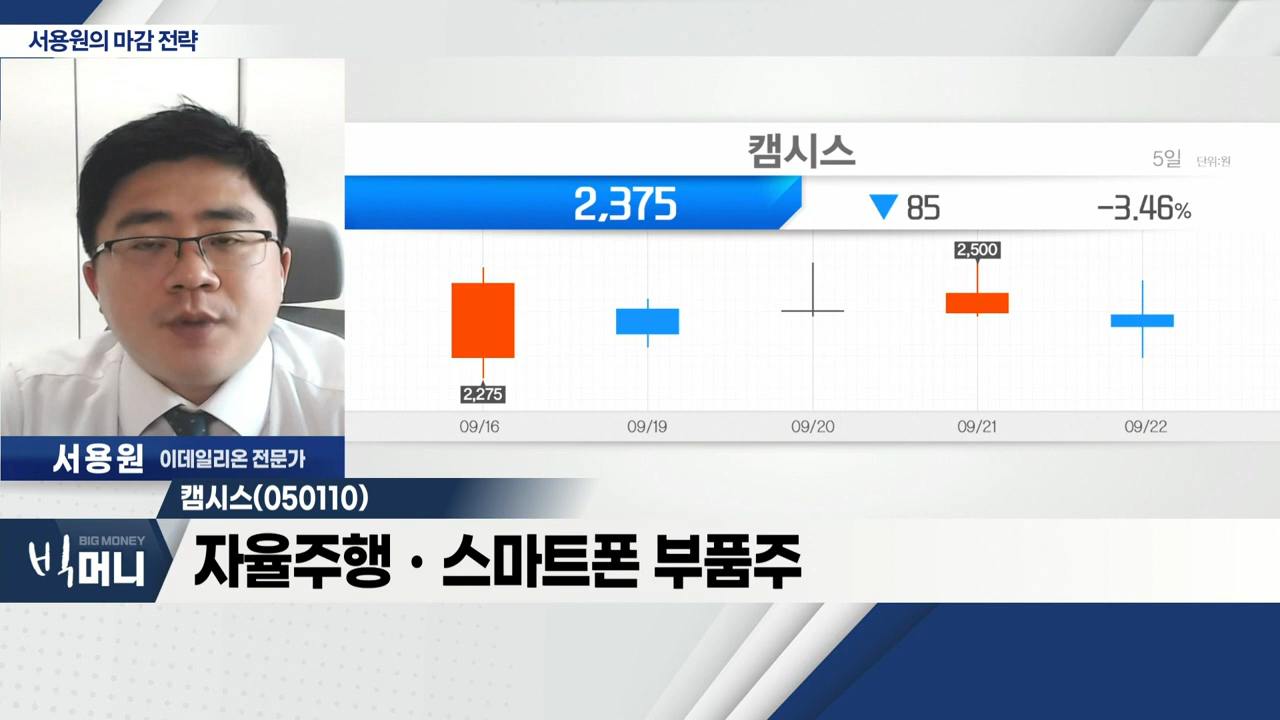 서용원의 마감 전략
캠시스
5일 단위:원
2,375 ▼ 85 -3.46%
2,500
2,275
09/16 09/19 09/20 09/21 09/22
서용원 이데일리온 전문가
캠시스(050110)
BIG MONEY
빅머니
자율주행·스마트폰 부품주